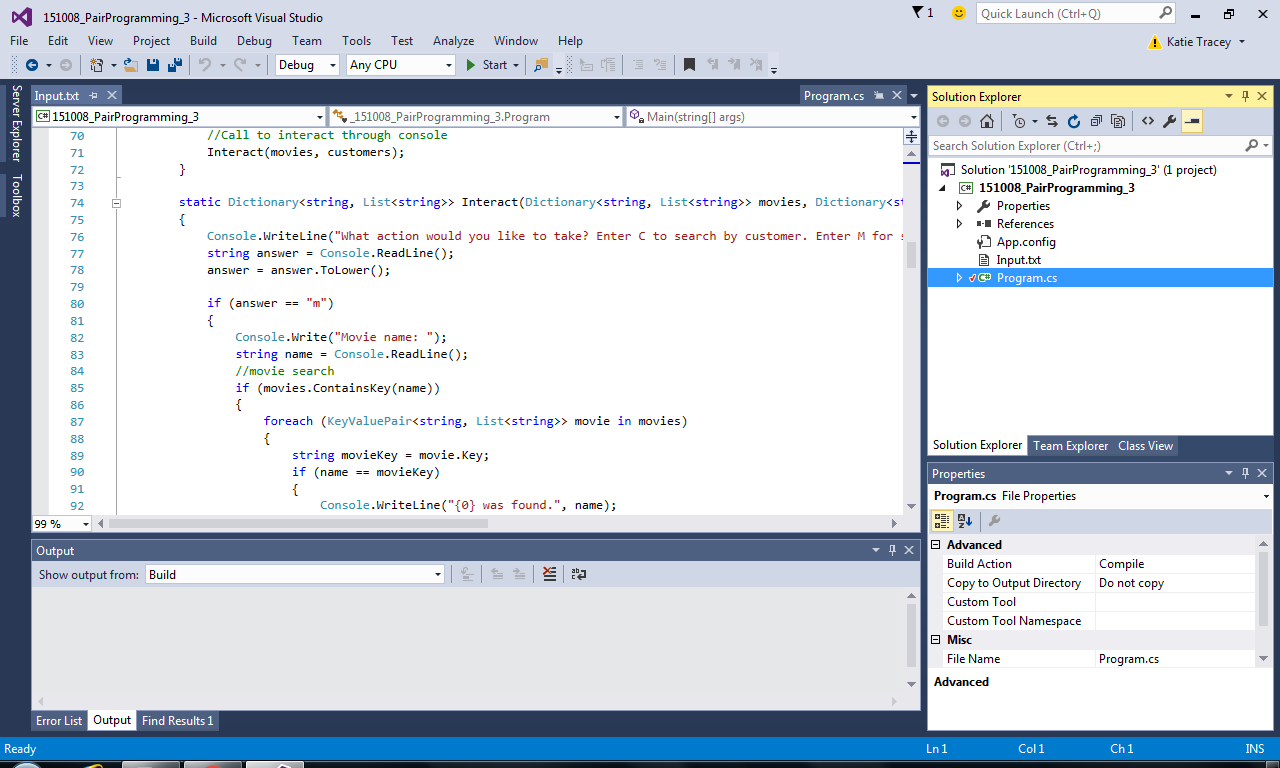 151008_PairProgramming_3 - Microsoft Visual Studio
1
Quick Launch (Ctrl+Q)
File Edit View Project Build Debug Team Tools Test Analyze Window Help
Katie Tracey
Debug Any CPU Start
Server Explorer
Toolbox
Input.txt
Program.cs
151008_PairProgramming_3 _151008_PairProgramming_3.Program Main(string[] args)
70 //Call to interact through console
71 Interact(movies, customers);
72 }
73
74 static Dictionary<string, List<string>> Interact(Dictionary<string, List<string>> movies, Dictionary<st
75 {
76 Console.WriteLine("What action would you like to take? Enter C to search by customer. Enter M for s
77 string answer = Console.ReadLine();
78 answer = answer.ToLower();
79
80 if (answer == "m")
81 {
82 Console.Write("Movie name: ");
83 string name = Console.ReadLine();
84 //movie search
85 if (movies.ContainsKey(name))
86 {
87 foreach (KeyValuePair<string, List<string>> movie in movies)
88 {
89 string movieKey = movie.Key;
90 if (name == movieKey)
91 {
92 Console.WriteLine("{0} was found.", name);
99 %
Output
Show output from: Build
Error List Output Find Results 1
Solution Explorer
Search Solution Explorer (Ctrl+;)
Solution '151008_PairProgramming_3' (1 project)
151008_PairProgramming_3
Properties
References
App.config
Input.txt
Program.cs
Solution Explorer Team Explorer Class View
Properties
Program.cs File Properties
Advanced
Build Action Compile
Copy to Output Directory Do not copy
Custom Tool
Custom Tool Namespace
Misc
File Name Program.cs
Advanced
Ready Ln 1 Col 1 Ch 1 INS